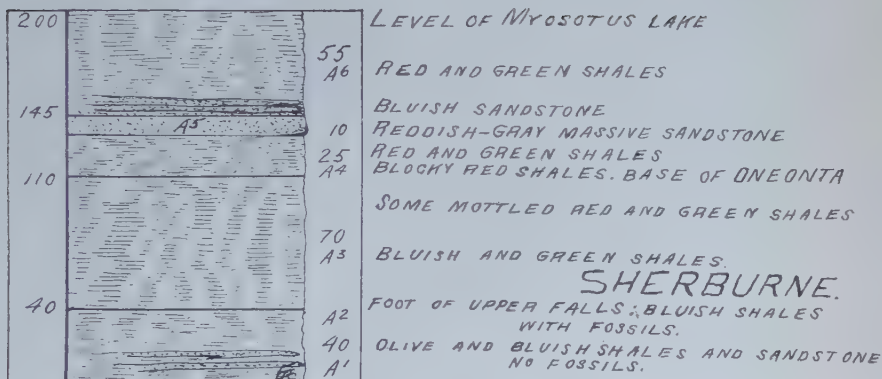 200 LEVEL OF MYOSOTUS LAKE
55
A6 RED AND GREEN SHALES
BLUISH SANDSTONE
145 A5 10 REDDISH-GRAY MASSIVE SANDSTONE
25 RED AND GREEN SHALES
A4 BLOCKY RED SHALES. BASE OF ONEONTA
110
SOME MOTTLED RED AND GREEN SHALES
70
A3 BLUISH AND GREEN SHALES.
SHERBURNE.
40 FOOT OF UPPER FALLS; BLUISH SHALES
A2 WITH FOSSILS.
40 OLIVE AND BLUISH SHALES AND SANDSTONE
A1 NO FOSSILS.